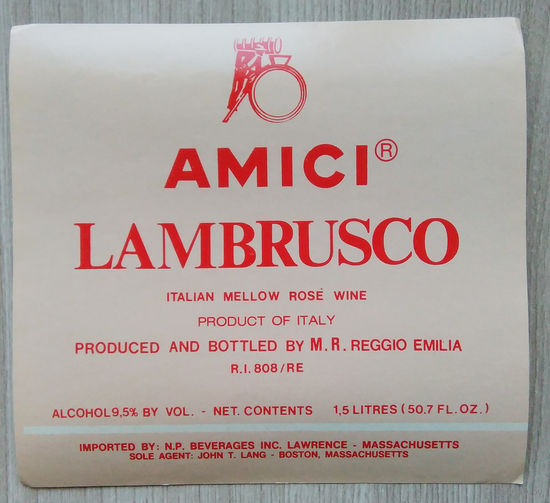 AMICI®
LAMBRUSCO
ITALIAN MELLOW ROSÉ WINE
PRODUCT OF ITALY
PRODUCED AND BOTTLED BY M.R. REGGIO EMILIA
R.I. 808/RE
ALCOHOL 9,5% BY VOL. - NET. CONTENTS 1,5 LITRES (50.7 FL. OZ.)
IMPORTED BY: N.P. BEVERAGES INC. LAWRENCE - MASSACHUSETTS
SOLE AGENT: JOHN T. LANG - BOSTON, MASSACHUSETTS